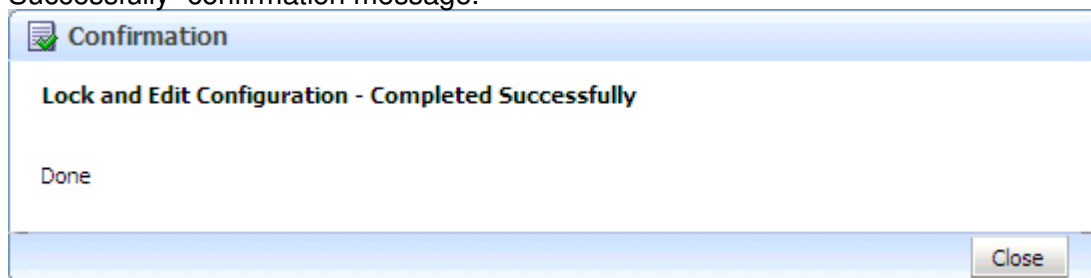 Successfully" confirmation message.
Confirmation
Lock and Edit Configuration - Completed Successfully
Done
Close